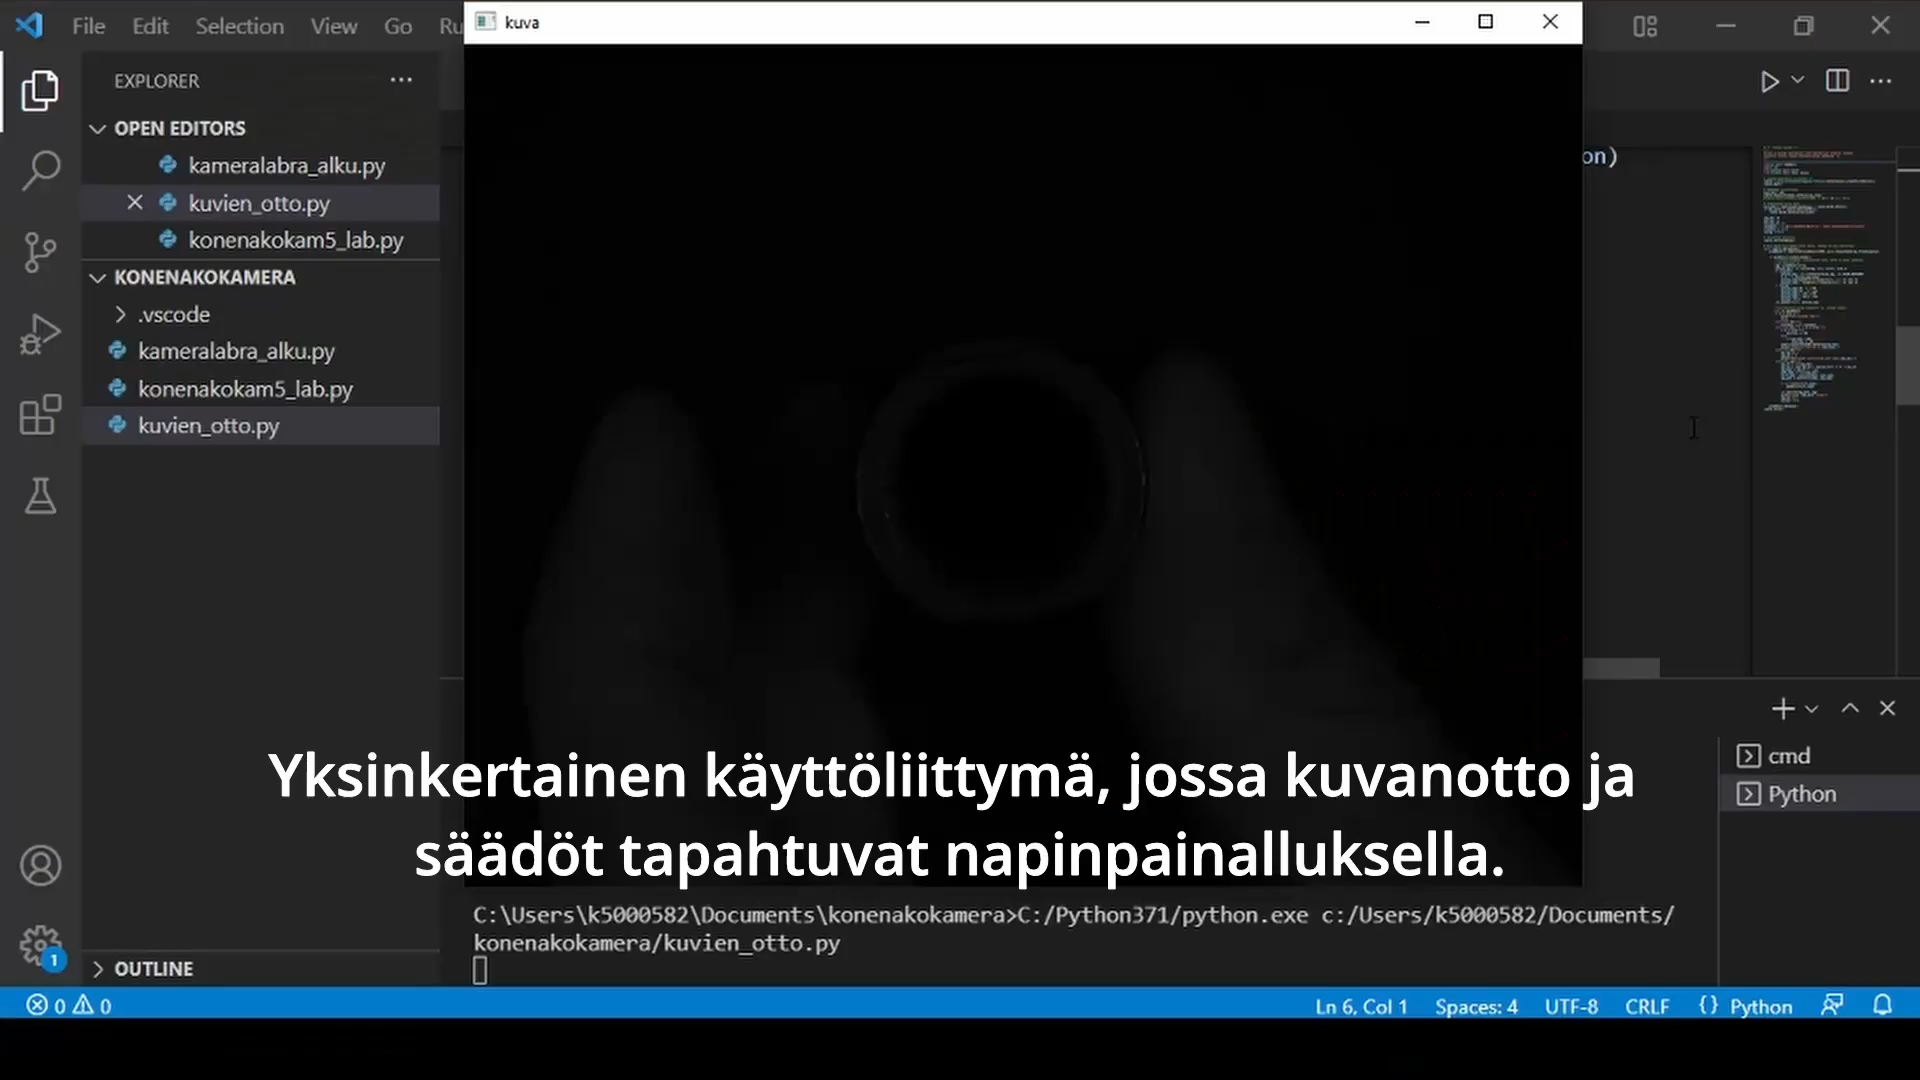 File Edit Selection View Go Ru
kuva
EXPLORER
OPEN EDITORS
kameralabra_alku.py
kuvien_otto.py
konenakokam5_lab.py
KONENAKOKAMERA
.vscode
kameralabra_alku.py
konenakokam5_lab.py
kuvien_otto.py
OUTLINE
on)
cmd
Python
Yksinkertainen käyttöliittymä, jossa kuvanotto ja
säädöt tapahtuvat napinpainalluksella.
C:\Users\k5000582\Documents\konenakokamera>C:/Python371/python.exe c:/Users/k5000582/Documents/
konenakokamera/kuvien_otto.py
1
0 0
Ln 6, Col 1 Spaces: 4 UTF-8 CRLF {} Python